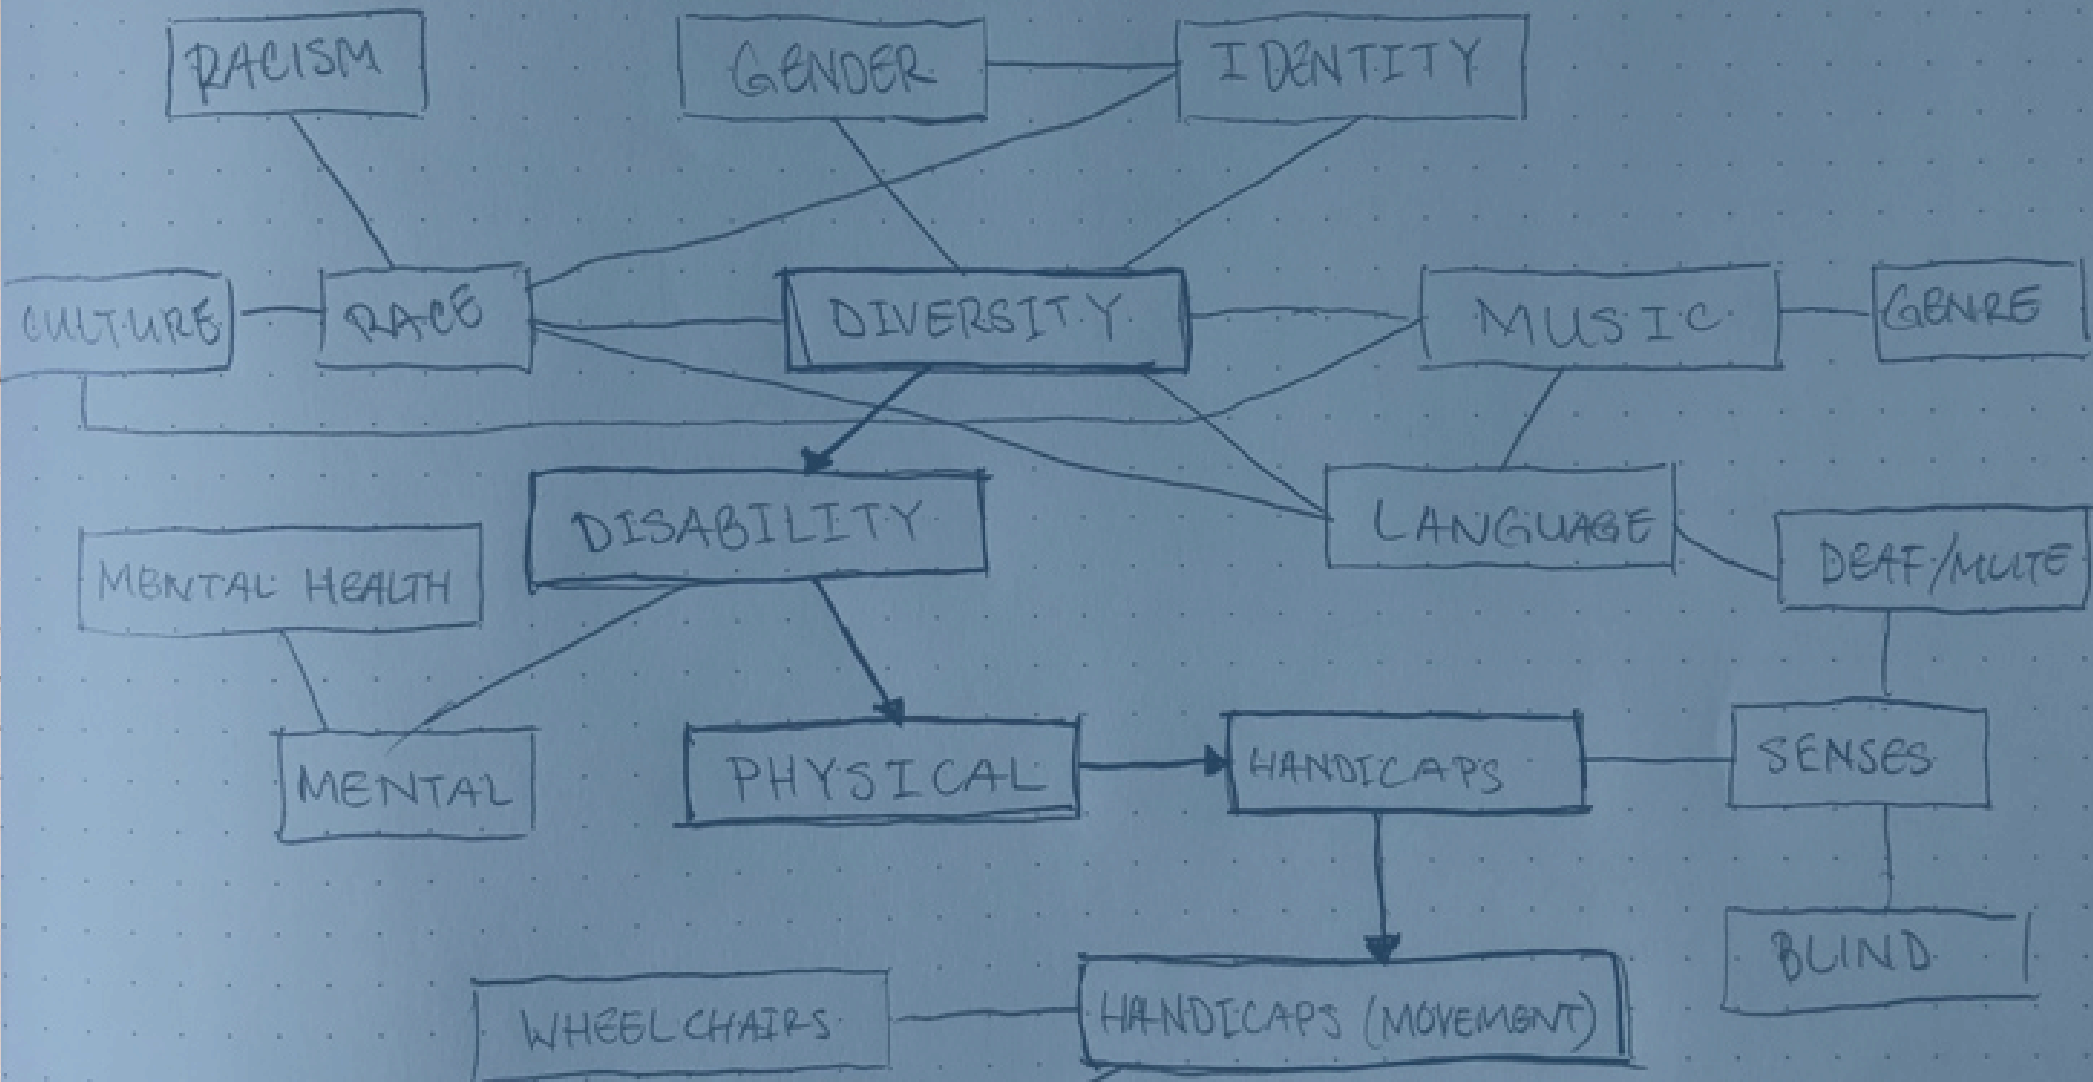 RACISM
GENDER
IDENTITY
CULTURE
RACE
DIVERSITY
MUSIC
GENRE
DISABILITY
LANGUAGE
MENTAL HEALTH
DEAF/MUTE
MENTAL
PHYSICAL
HANDICAPS
SENSES
BLIND
WHEELCHAIRS
HANDICAPS (MOVEMENT)